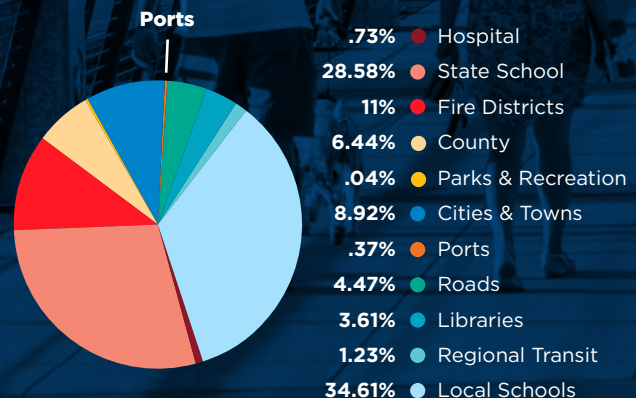 Ports
.73% Hospital
28.58% State School
11% Fire Districts
6.44% County
.04% Parks & Recreation
8.92% Cities & Towns
.37% Ports
4.47% Roads
3.61% Libraries
1.23% Regional Transit
34.61% Local Schools